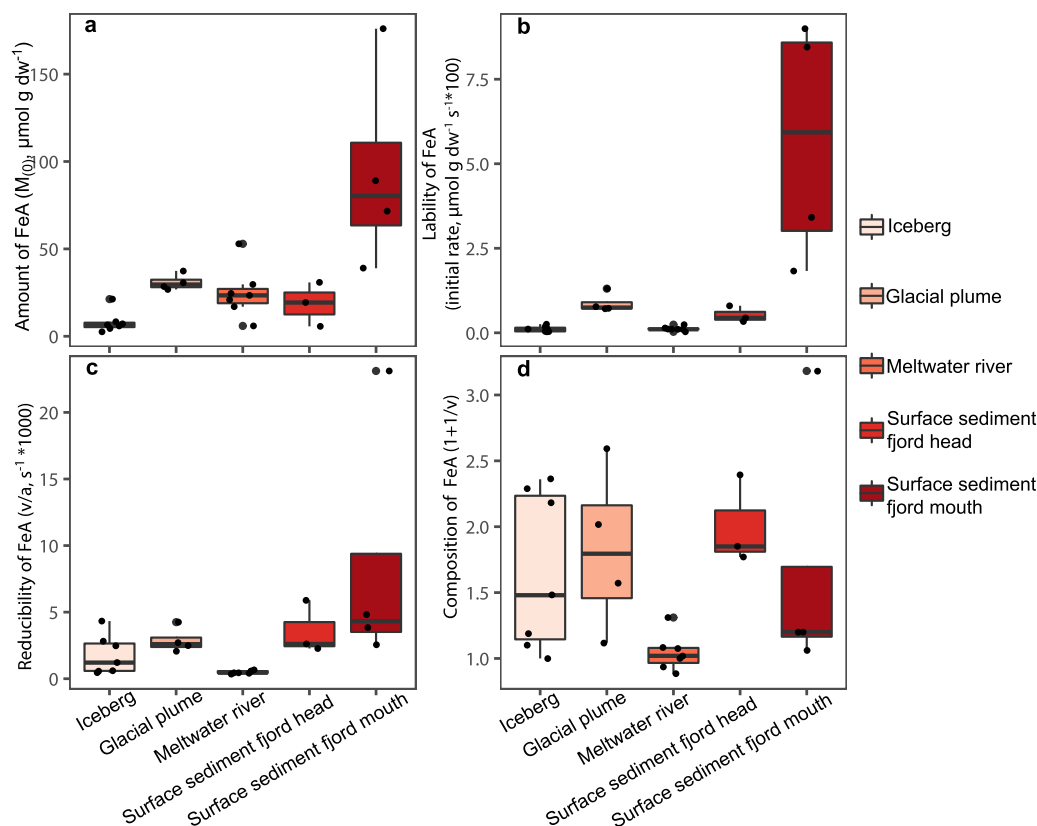 a
Amount of FeA (M(0), μmol g dw-1)
150
100
50
0
b
Lability of FeA
(initial rate, μmol g dw-1 s-1*100)
7.5
5.0
2.5
0.0
c
Reducibility of FeA (v/a, s-1 *1000)
20
15
10
5
0
Iceberg
Glacial plume
Meltwater river
Surface sediment fjord head
Surface sediment fjord mouth
d
Composition of FeA (1+1/v)
3.0
2.5
2.0
1.5
1.0
Iceberg
Glacial plume
Meltwater river
Surface sediment fjord head
Surface sediment fjord mouth
Iceberg
Glacial plume
Meltwater river
Surface sediment
fjord head
Surface sediment
fjord mouth